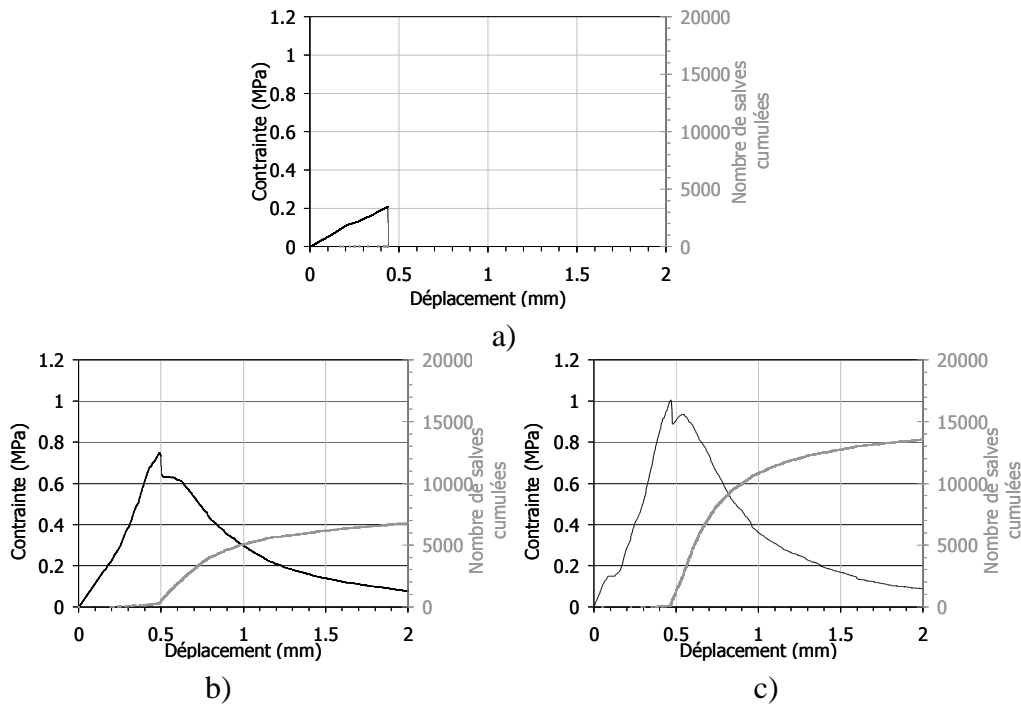 1.2
1
0.8
0.6
0.4
0.2
0
Contrainte (MPa)
20000
15000
10000
5000
0
Nombre de salves
cumulées
0 0.5 1 1.5 2
Déplacement (mm)
a)
1.2
1
0.8
0.6
0.4
0.2
0
Contrainte (MPa)
20000
15000
10000
5000
0
Nombre de salves
cumulées
0 0.5 1 1.5 2
Déplacement (mm)
b)
1.2
1
0.8
0.6
0.4
0.2
0
Contrainte (MPa)
20000
15000
10000
5000
0
Nombre de salves
cumulées
0 0.5 1 1.5 2
Déplacement (mm)
c)